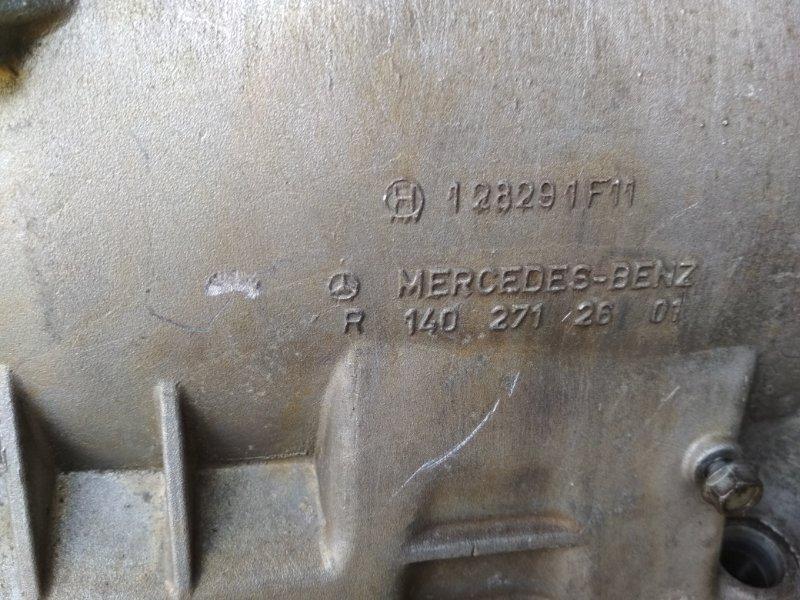 H 128291F11
MERCEDES-BENZ
R 140 271 26 01